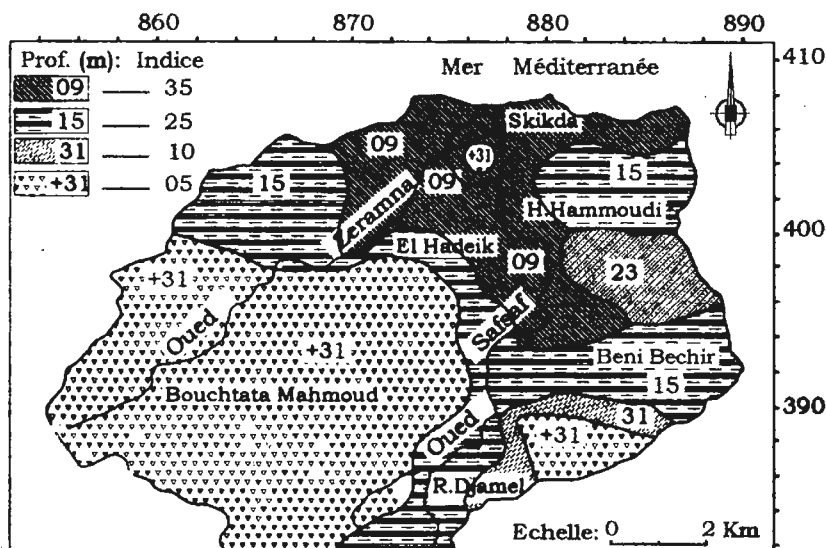 860 870 880 890
Prof. (m): Indice
09 35
15 25
31 10
+31 05
Mer Méditerranée
410
400
390
Skikda
09
+31
09
15
15
H.Hammoudi
Zeramna
El Hadeik
09
23
+31
Oued
Safsaf
+31
Beni Bechir
15
Bouchtata Mahmoud
31
Oued
+31
R.Djamel
Echelle: 0 2 Km